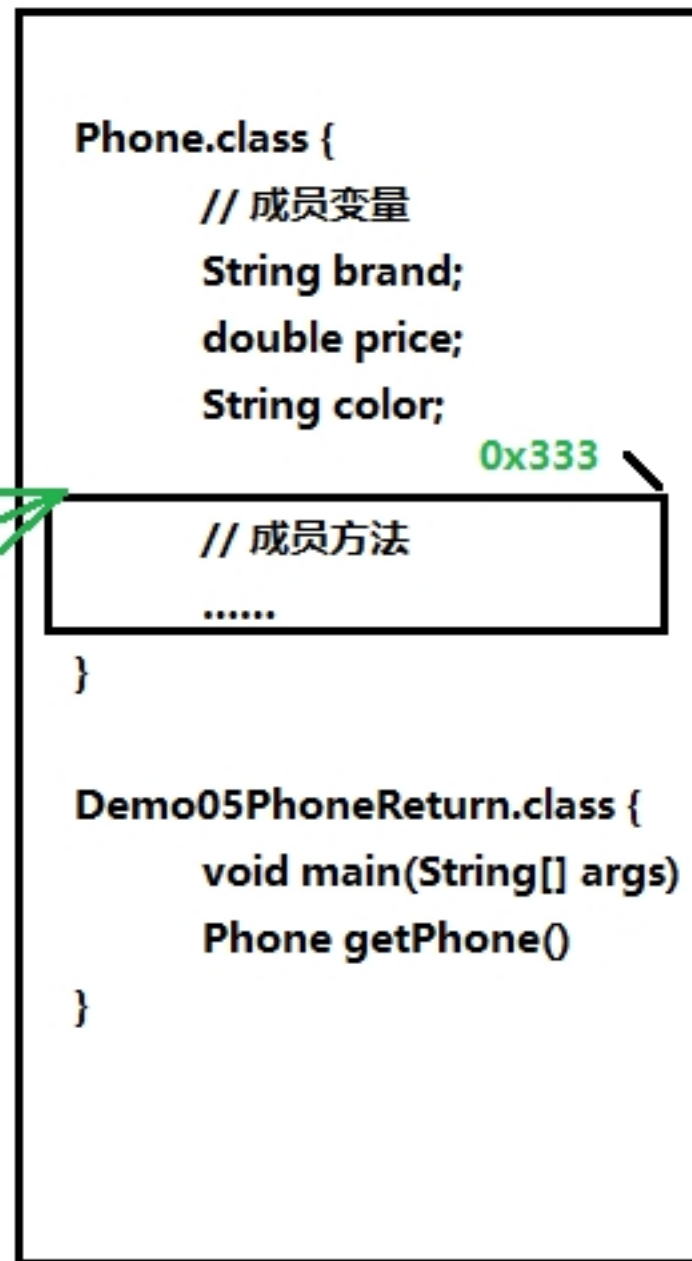 Phone.class {
// 成员变量
String brand;
double price;
String color;
0x333
// 成员方法
......
}
Demo05PhoneReturn.class {
void main(String[] args)
Phone getPhone()
}